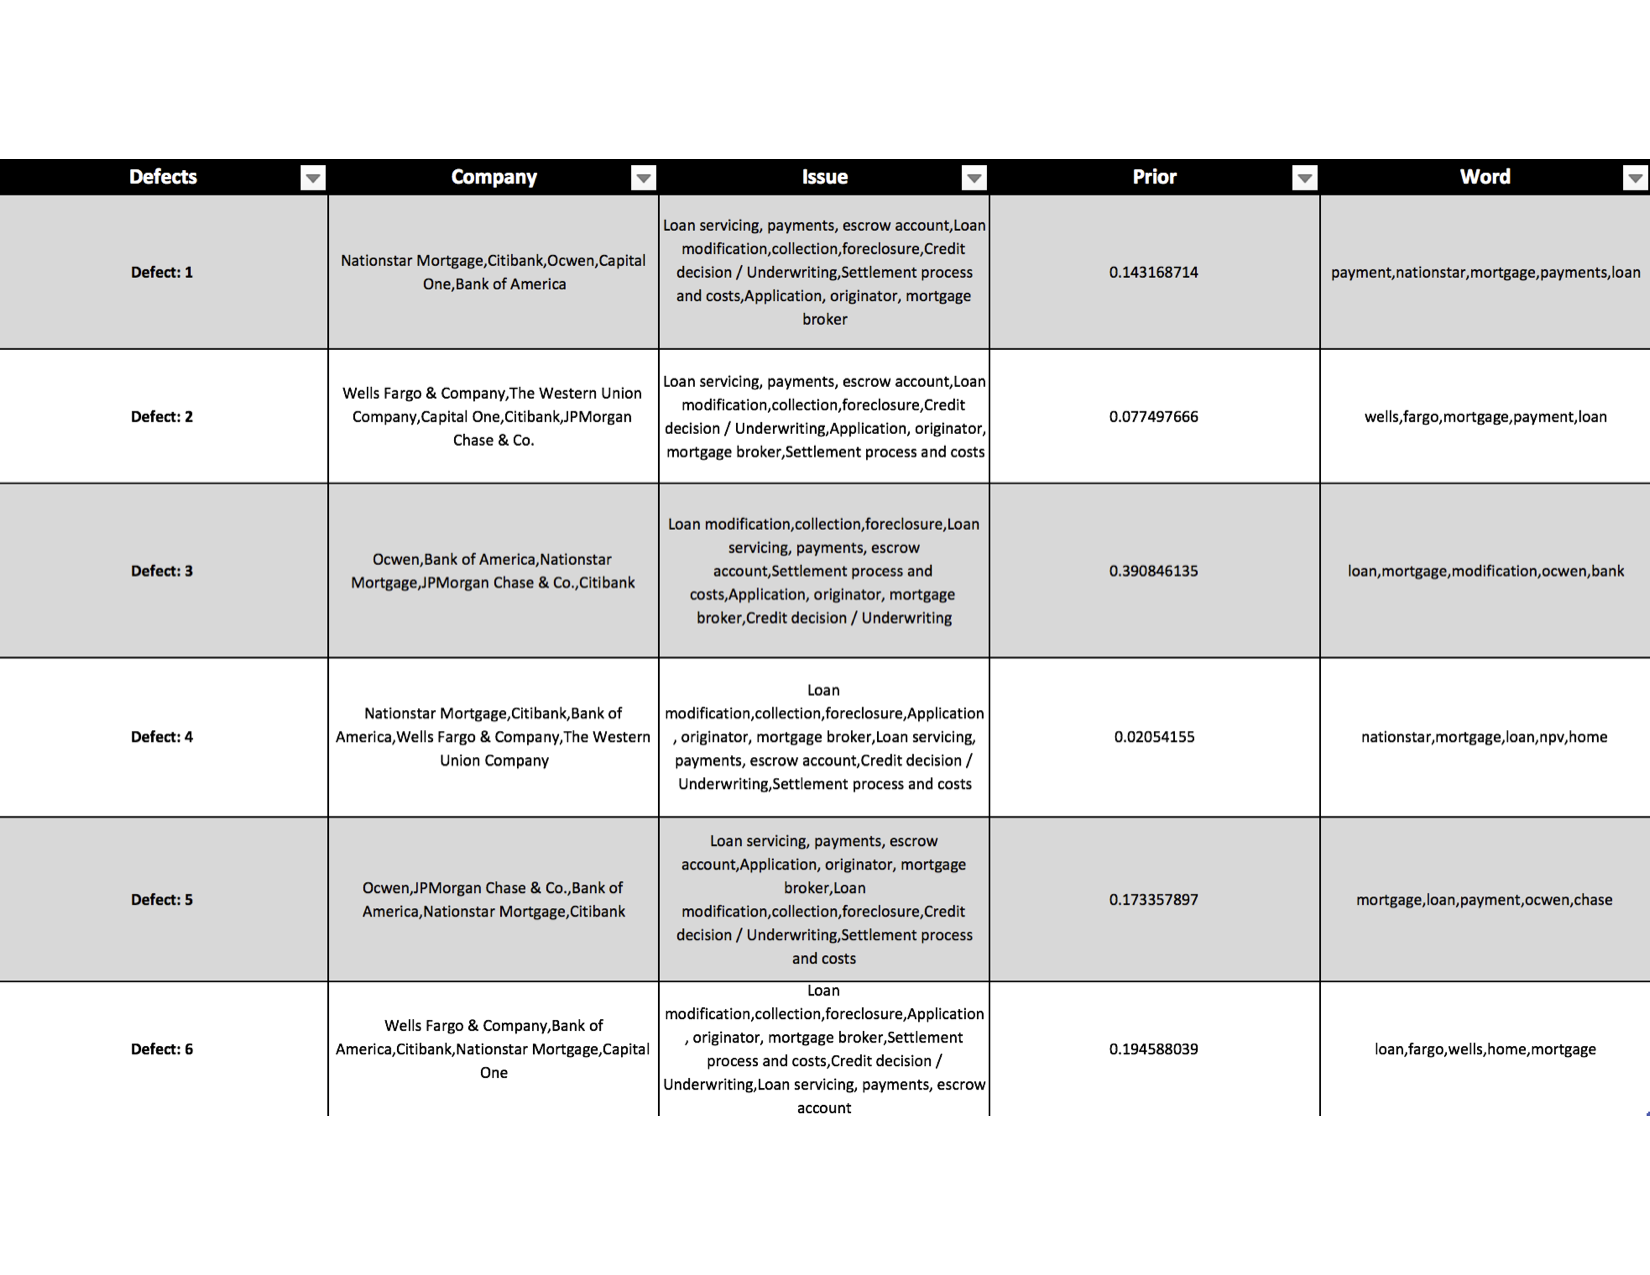 Defects Company Issue Prior Word
Defect: 1
Nationstar Mortgage,Citibank,Ocwen,Capital
One,Bank of America
Loan servicing, payments, escrow account,Loan
modification,collection,foreclosure,Credit
decision / Underwriting,Settlement process
and costs,Application, originator, mortgage
broker
0.143168714
payment,nationstar,mortgage,payments,loan
Defect: 2
Wells Fargo & Company,The Western Union
Company,Capital One,Citibank,JPMorgan
Chase & Co.
Loan servicing, payments, escrow account,Loan
modification,collection,foreclosure,Credit
decision / Underwriting,Application, originator,
mortgage broker,Settlement process and costs
0.077497666
wells,fargo,mortgage,payment,loan
Defect: 3
Ocwen,Bank of America,Nationstar
Mortgage,JPMorgan Chase & Co.,Citibank
Loan modification,collection,foreclosure,Loan
servicing, payments, escrow
account,Settlement process and
costs,Application, originator, mortgage
broker,Credit decision / Underwriting
0.390846135
loan,mortgage,modification,ocwen,bank
Defect: 4
Nationstar Mortgage,Citibank,Bank of
America,Wells Fargo & Company,The Western
Union Company
Loan
modification,collection,foreclosure,Application
, originator, mortgage broker,Loan servicing,
payments, escrow account,Credit decision /
Underwriting,Settlement process and costs
0.02054155
nationstar,mortgage,loan,npv,home
Defect: 5
Ocwen,JPMorgan Chase & Co.,Bank of
America,Nationstar Mortgage,Citibank
Loan servicing, payments, escrow
account,Application, originator, mortgage
broker,Loan
modification,collection,foreclosure,Credit
decision / Underwriting,Settlement process
and costs
0.173357897
mortgage,loan,payment,ocwen,chase
Defect: 6
Wells Fargo & Company,Bank of
America,Citibank,Nationstar Mortgage,Capital
One
Loan
modification,collection,foreclosure,Application
, originator, mortgage broker,Settlement
process and costs,Credit decision /
Underwriting,Loan servicing, payments, escrow
account
0.194588039
loan,fargo,wells,home,mortgage